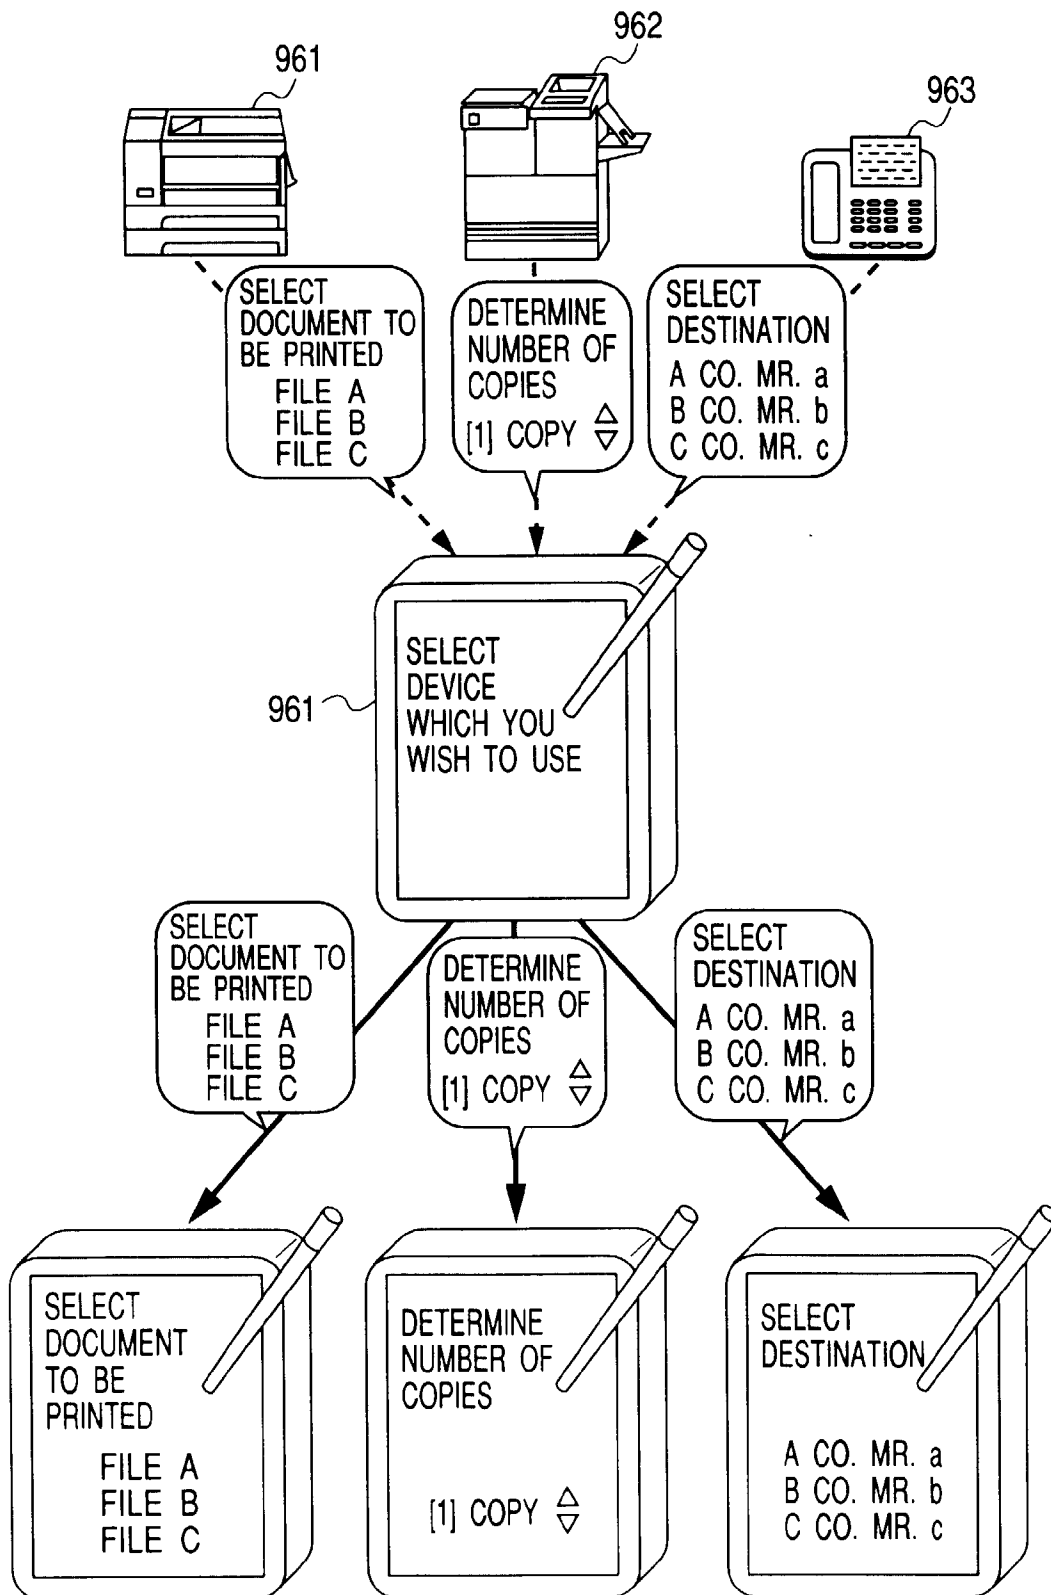 961
962
963
SELECT
DOCUMENT TO
BE PRINTED
FILE A
FILE B
FILE C
DETERMINE
NUMBER OF
COPIES
[1] COPY △▽
SELECT
DESTINATION
A CO. MR. a
B CO. MR. b
C CO. MR. c
SELECT
DEVICE
WHICH YOU
WISH TO USE
961
SELECT
DOCUMENT TO
BE PRINTED
FILE A
FILE B
FILE C
DETERMINE
NUMBER OF
COPIES
[1] COPY △▽
SELECT
DESTINATION
A CO. MR. a
B CO. MR. b
C CO. MR. c
SELECT
DOCUMENT
TO BE
PRINTED
FILE A
FILE B
FILE C
DETERMINE
NUMBER OF
COPIES
[1] COPY △▽
SELECT
DESTINATION
A CO. MR. a
B CO. MR. b
C CO. MR. c